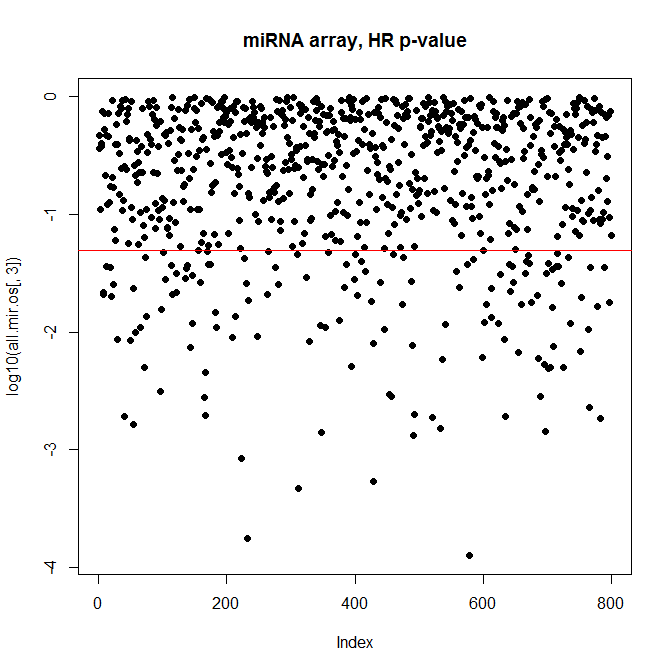 miRNA array, HR p-value
0
-1
-2
-3
-4
log10(all.mir.os[, 3])
0 200 400 600 800
Index